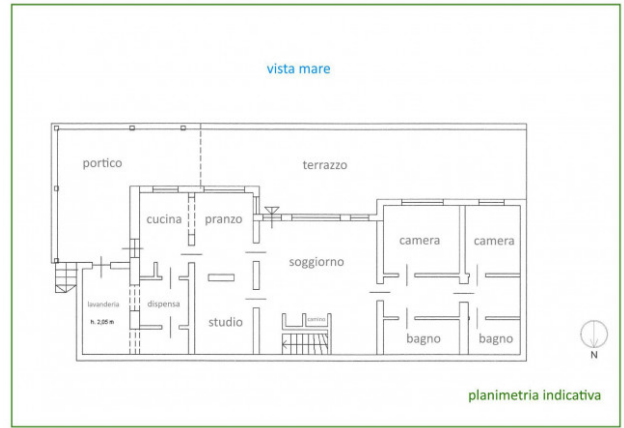 vista mare
portico
terrazzo
cucina
pranzo
camera
camera
soggiorno
lavanderia
h. 2,05 m
dispensa
studio
camino
bagno
bagno
N
planimetria indicativa